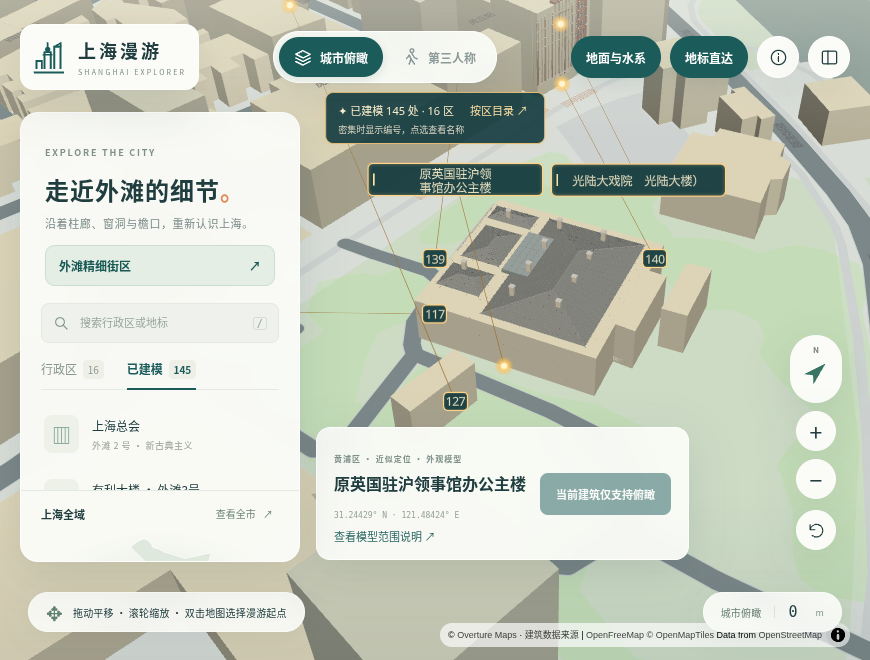 上海漫游
SHANGHAI EXPLORER
城市俯瞰
第三人称
地面与水系
地标直达
✦ 已建模 145 处 · 16 区 按区目录 ↗
密集时显示编号，点选查看名称
原英国驻沪领
事馆办公主楼
光陆大戏院 光陆大楼）
EXPLORE THE CITY
走近外滩的细节。
沿着柱廊、窗洞与檐口，重新认识上海。
外滩精细街区 ↗
搜索行政区或地标 /
行政区 16
已建模 145
上海总会
外滩 2 号 · 新古典主义
上海全域
查看全市 ↗
139
140
117
127
黄浦区 · 近似定位 · 外观模型
原英国驻沪领事馆办公主楼
31.24429° N · 121.48424° E
查看模型范围说明 ↗
当前建筑仅支持俯瞰
N
+
−
拖动平移 · 滚轮缩放 · 双击地图选择漫游起点
城市俯瞰 0 m
© Overture Maps · 建筑数据来源 | OpenFreeMap © OpenMapTiles Data from OpenStreetMap